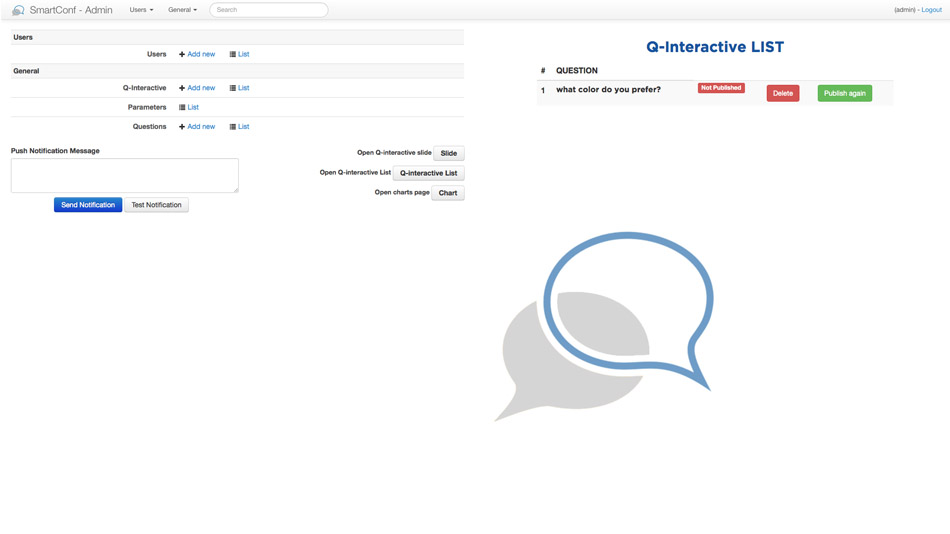 SmartConf - Admin Users General Search (admin) - Logout
Users
Users Add new List
General
Q-Interactive Add new List
Parameters List
Questions Add new List
Push Notification Message
Open Q-interactive slide Slide
Open Q-interactive List Q-interactive List
Open charts page Chart
Send Notification Test Notification
Q-Interactive LIST
# QUESTION
1 what color do you prefer? Not Published Delete Publish again